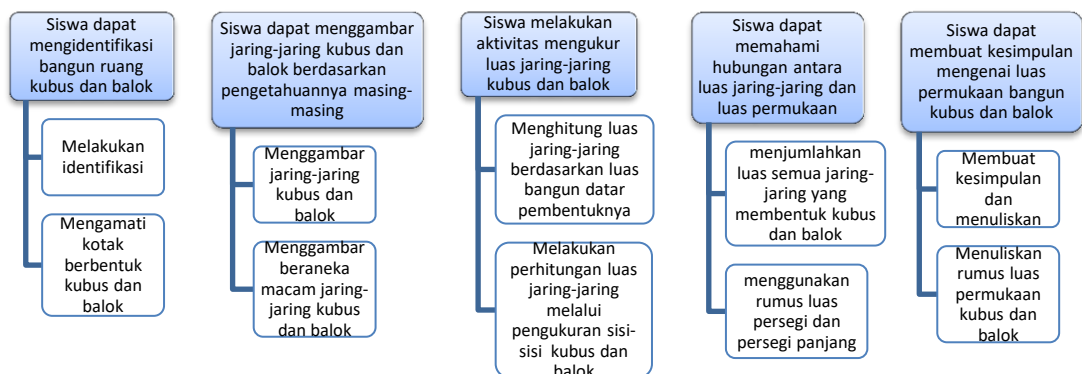 Siswa dapat
mengidentifikasi
bangun ruang
kubus dan balok
Melakukan
identifikasi
Mengamati
kotak
berbentuk
kubus dan
balok
Siswa dapat menggambar
jaring-jaring kubus dan
balok berdasarkan
pengetahuannya masing-
masing
Menggambar
jaring-jaring
kubus dan
balok
Menggambar
beraneka
macam jaring-
jaring kubus
dan balok
Siswa melakukan
aktivitas mengukur
luas jaring-jaring
kubus dan balok
Menghitung luas
jaring-jaring
berdasarkan luas
bangun datar
pembentuknya
Melakukan
perhitungan luas
jaring-jaring
melalui
pengukuran sisi-
sisi kubus dan
balok
Siswa dapat
memahami
hubungan antara
luas jaring-jaring dan
luas permukaan
menjumlahkan
luas semua jaring-
jaring yang
membentuk kubus
dan balok
menggunakan
rumus luas
persegi dan
persegi panjang
Siswa dapat
membuat kesimpulan
mengenai luas
permukaan bangun
kubus dan balok
Membuat
kesimpulan
dan
menuliskan
Menuliskan
rumus luas
permukaan
kubus dan
balok